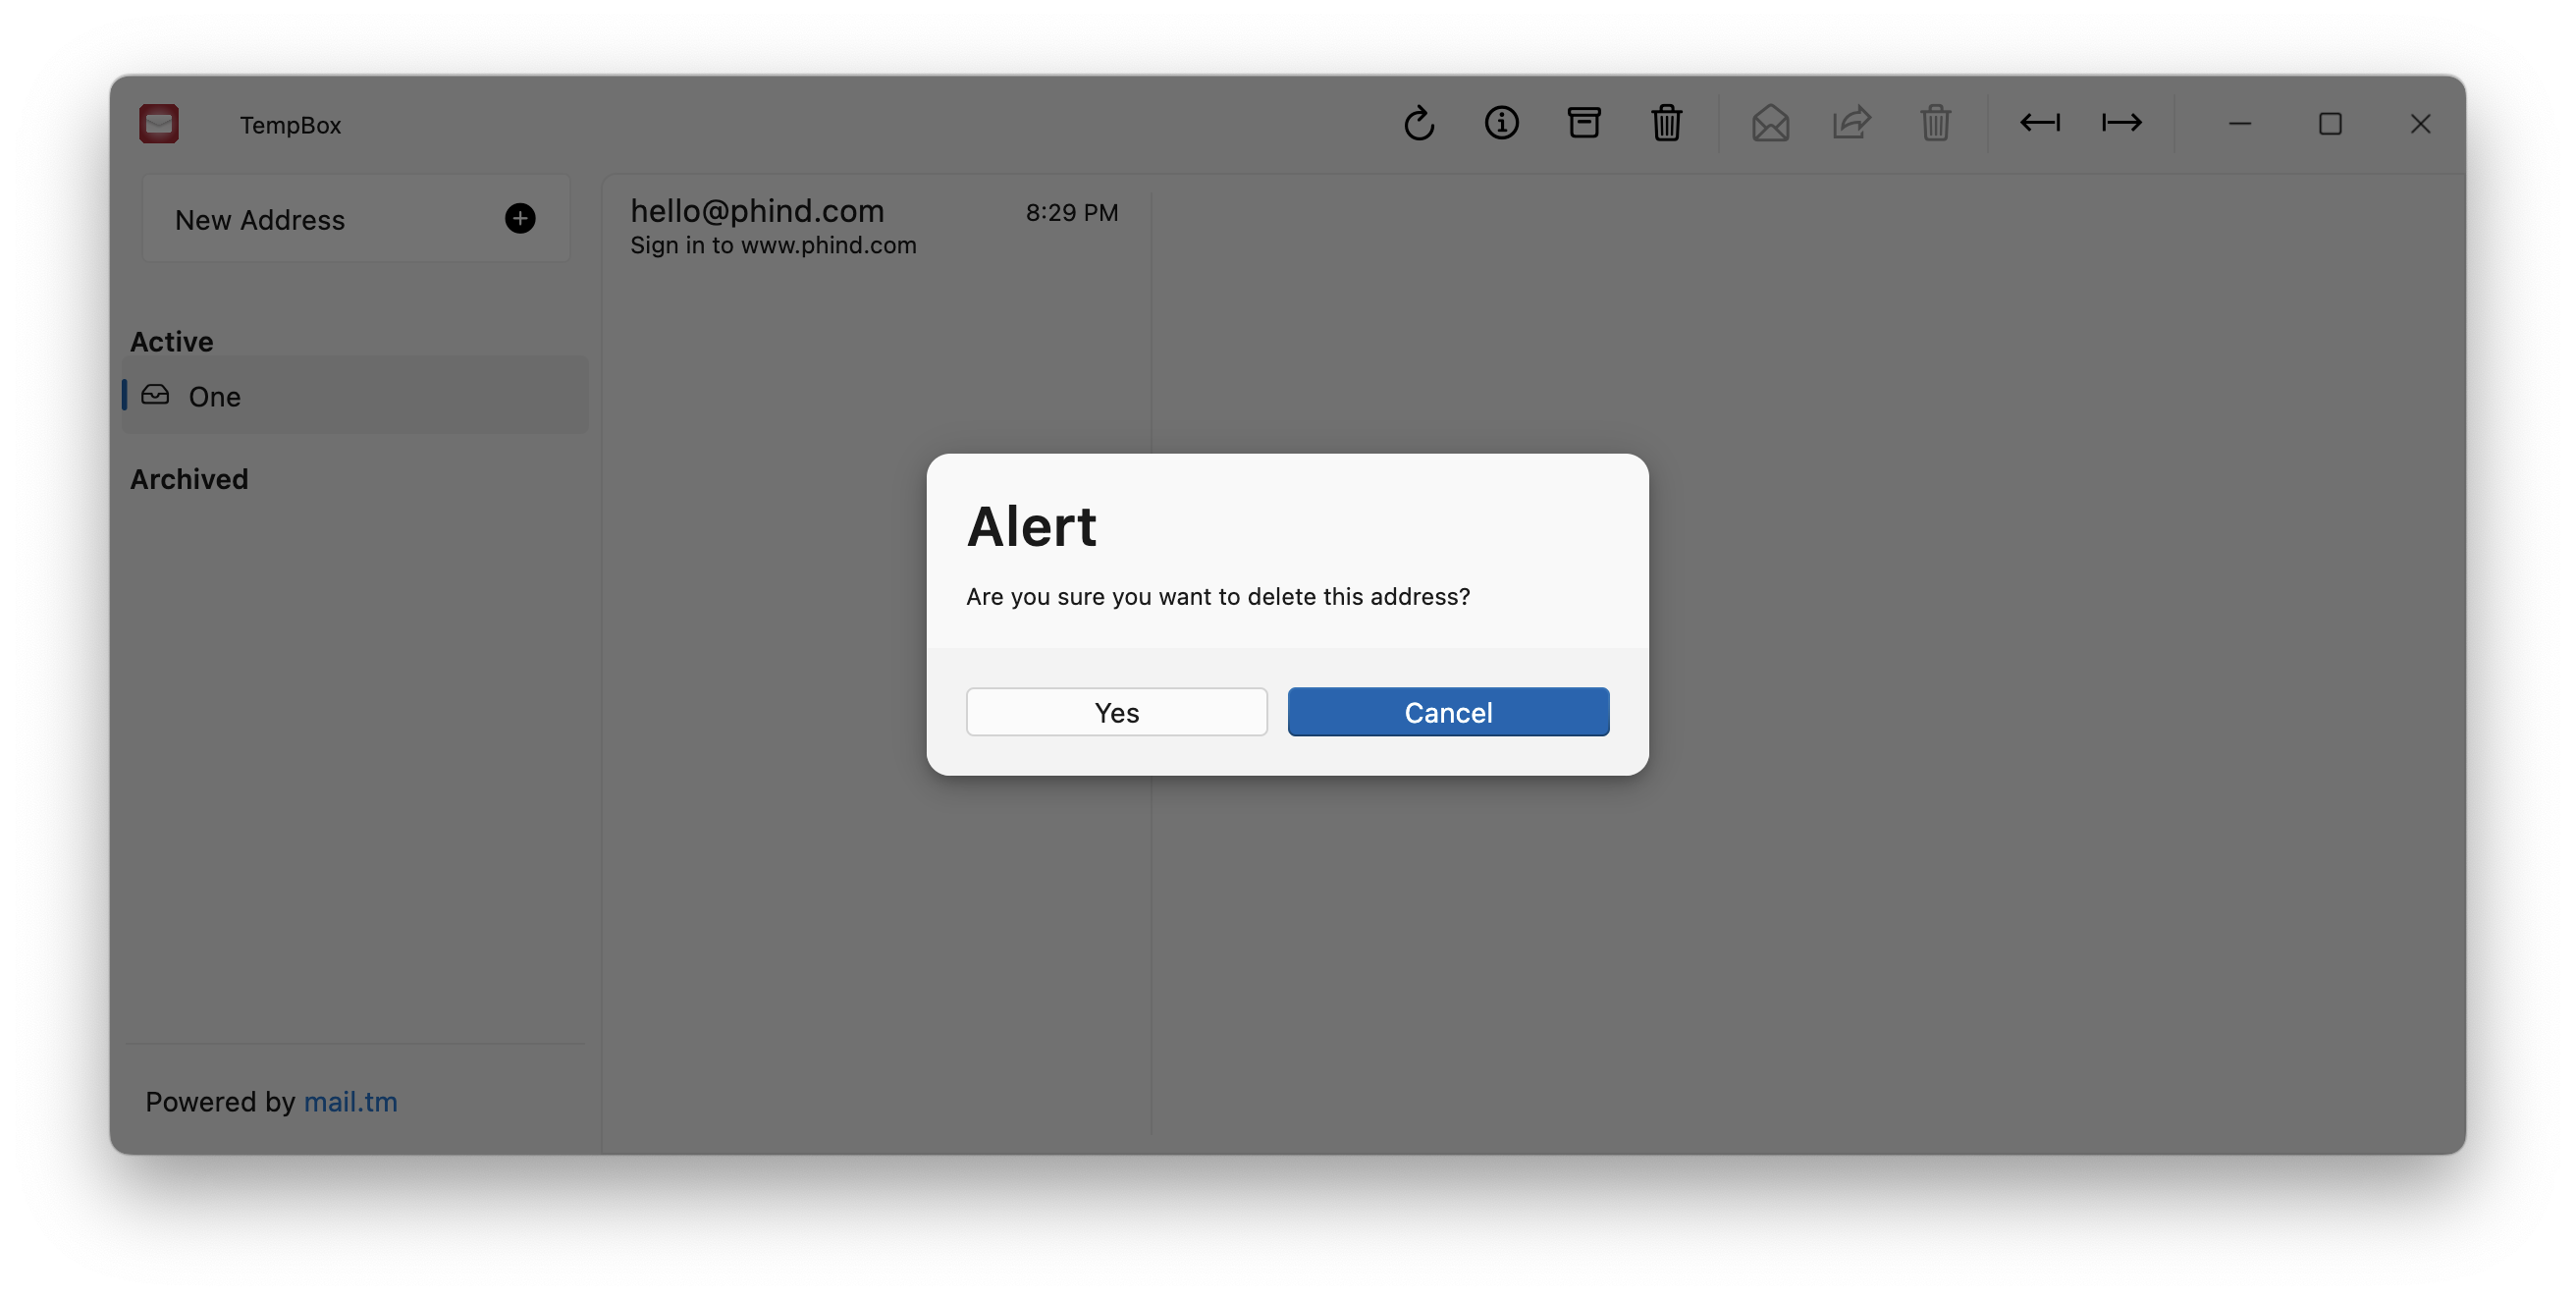 TempBox
New Address
Active
One
Archived
Powered by mail.tm
hello@phind.com 8:29 PM
Sign in to www.phind.com
Alert
Are you sure you want to delete this address?
Yes Cancel